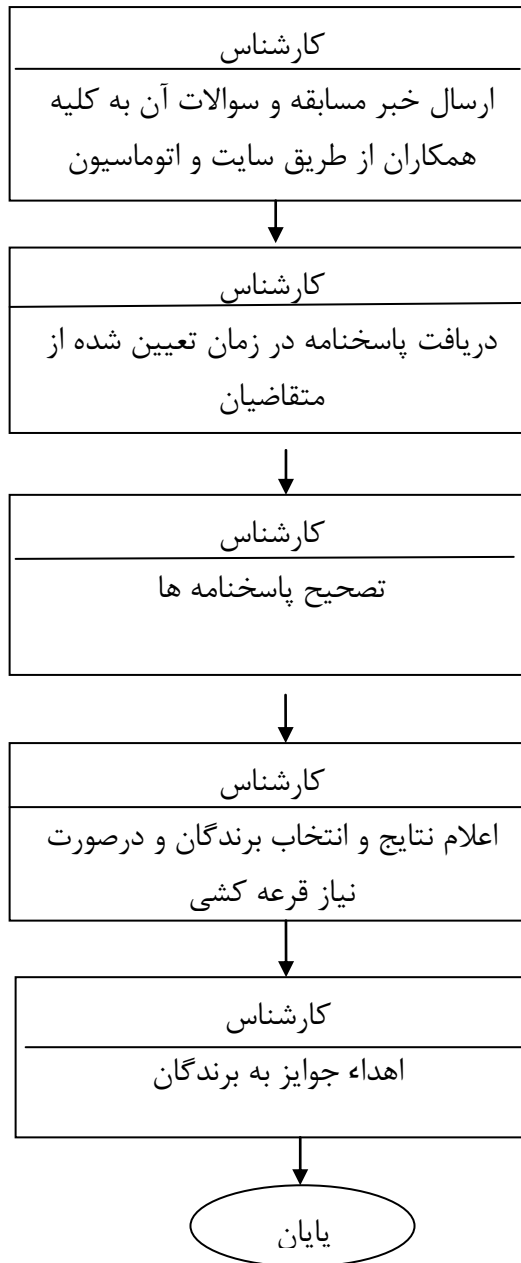 کارشناس
ارسال خبر مسابقه و سوالات آن به کلیه
همکاران از طریق سایت و اتوماسیون
کارشناس
دریافت پاسخنامه در زمان تعیین شده از
متقاضیان
کارشناس
تصحیح پاسخنامه ها
کارشناس
اعلام نتایج و انتخاب برندگان و درصورت
نیاز قرعه کشی
کارشناس
اهداء جوایز به برندگان
پایان